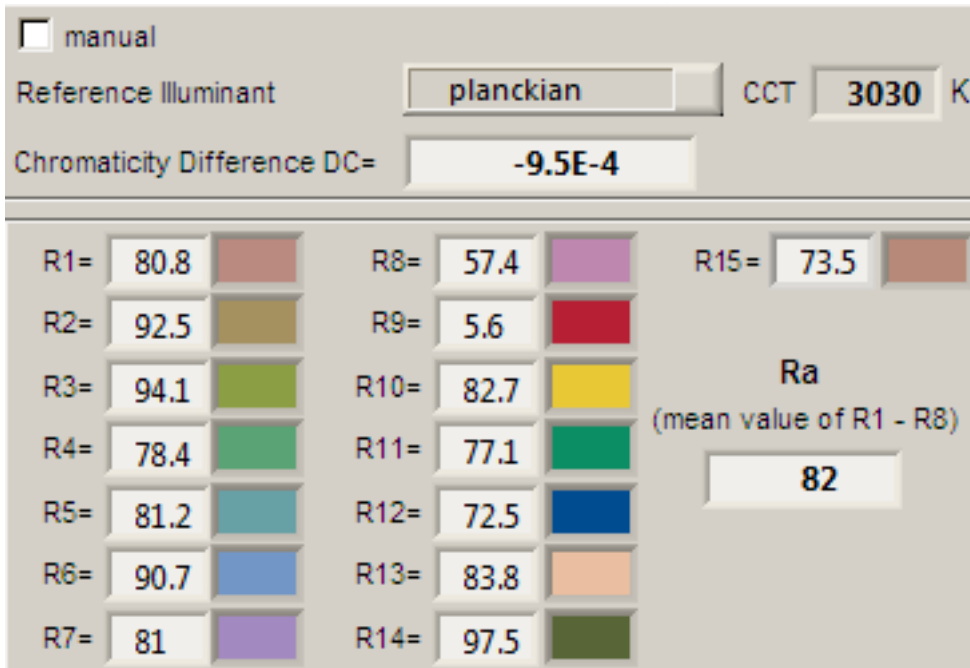 manual
Reference Illuminant planckian CCT 3030 K
Chromaticity Difference DC= -9.5E-4
R1= 80.8 R8= 57.4 R15= 73.5
R2= 92.5 R9= 5.6
R3= 94.1 R10= 82.7 Ra
(mean value of R1 - R8)
R4= 78.4 R11= 77.1
82
R5= 81.2 R12= 72.5
R6= 90.7 R13= 83.8
R7= 81 R14= 97.5